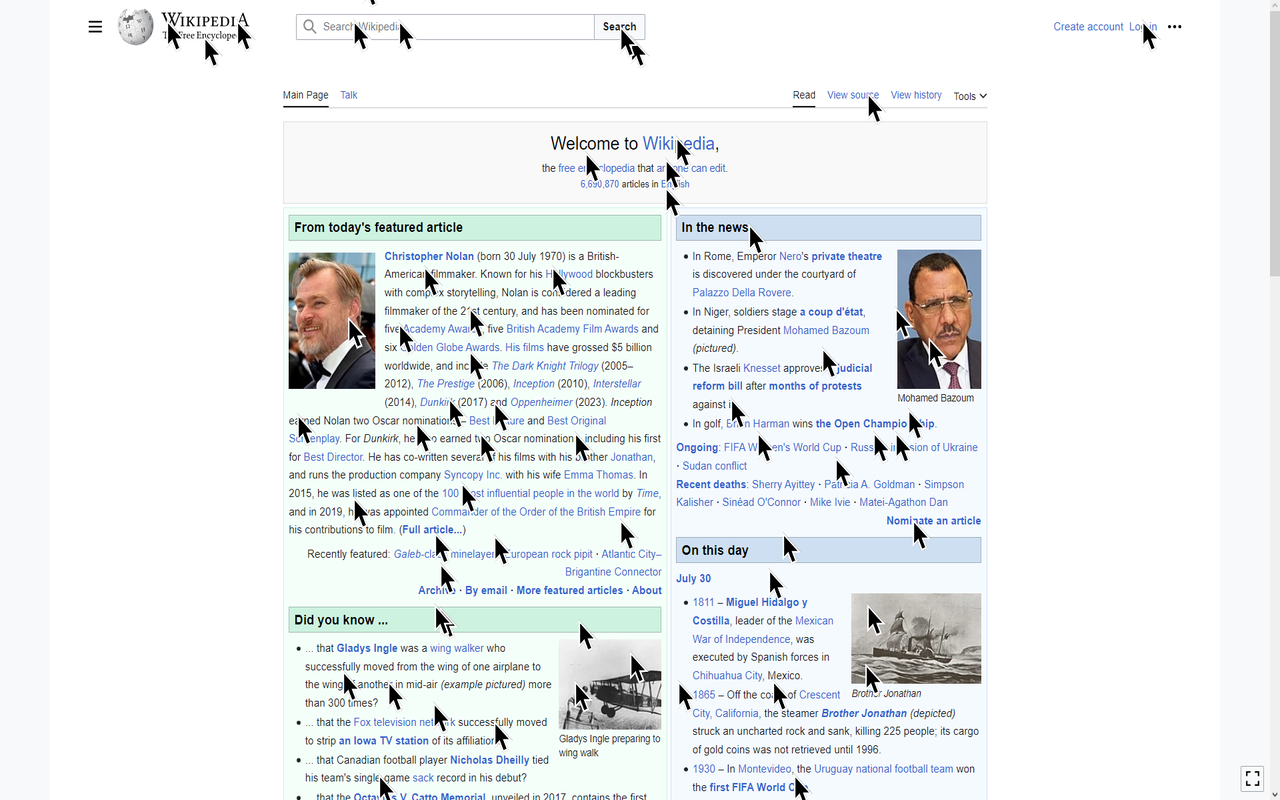 WIKIPEDIA
The Free Encyclopedia
Search Wikipedia
Search
Create account Log in
Main Page Talk
Read View source View history Tools
Welcome to Wikipedia,
the free encyclopedia that anyone can edit.
6,690,870 articles in English
From today's featured article
Christopher Nolan (born 30 July 1970) is a British-
American filmmaker. Known for his Hollywood blockbusters
with complex storytelling, Nolan is considered a leading
filmmaker of the 21st century, and has been nominated for
five Academy Awards, five British Academy Film Awards and
six Golden Globe Awards. His films have grossed $5 billion
worldwide, and include The Dark Knight Trilogy (2005–
2012), The Prestige (2006), Inception (2010), Interstellar
(2014), Dunkirk (2017) and Oppenheimer (2023). Inception
earned Nolan two Oscar nominations – Best Picture and Best Original
Screenplay. For Dunkirk, he also earned two Oscar nominations, including his first
for Best Director. He has co-written several of his films with his brother Jonathan,
and runs the production company Syncopy Inc. with his wife Emma Thomas. In
2015, he was listed as one of the 100 most influential people in the world by Time,
and in 2019, he was appointed Commander of the Order of the British Empire for
his contributions to film. (Full article...)
Recently featured: Galeb-class minelayer · European rock pipit · Atlantic City–
Brigantine Connector
Archive · By email · More featured articles · About
Did you know ...
... that Gladys Ingle was a wing walker who
successfully moved from the wing of one airplane to
the wing of another in mid-air (example pictured) more
than 300 times?
... that the Fox television network successfully moved
to strip an Iowa TV station of its affiliation
Gladys Ingle preparing to
wing walk
... that Canadian football player Nicholas Dheilly tied
his team's single-game sack record in his debut?
... that the Octavius V. Catto Memorial, unveiled in 2017, contains the first
In the news
In Rome, Emperor Nero's private theatre
is discovered under the courtyard of
Palazzo Della Rovere.
In Niger, soldiers stage a coup d'état,
detaining President Mohamed Bazoum
(pictured).
The Israeli Knesset approves judicial
reform bill after months of protests
against it.
Mohamed Bazoum
In golf, Brian Harman wins the Open Championship.
Ongoing: FIFA Women's World Cup · Russian invasion of Ukraine
· Sudan conflict
Recent deaths: Sherry Ayittey · Patricia A. Goldman · Simpson
Kalisher · Sinéad O'Connor · Mike Ivie · Matei-Agathon Dan
Nominate an article
On this day
July 30
1811 – Miguel Hidalgo y
Costilla, leader of the Mexican
War of Independence, was
executed by Spanish forces in
Chihuahua City, Mexico.
Brother Jonathan
1865 – Off the coast of Crescent
City, California, the steamer Brother Jonathan (depicted)
struck an uncharted rock and sank, killing 225 people; its cargo
of gold coins was not retrieved until 1996.
1930 – In Montevideo, the Uruguay national football team won
the first FIFA World Cup.